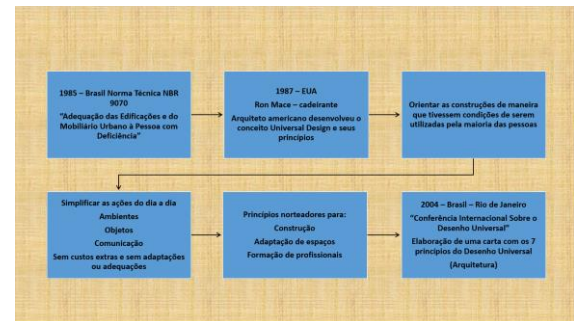 1985 – Brasil Norma Técnica NBR
9070
"Adequação das Edificações e do
Mobiliário Urbano à Pessoa com
Deficiência"
1987 – EUA
Ron Mace – cadeirante
Arquiteto americano desenvolveu o
conceito Universal Design e seus
princípios
Orientar as construções de maneira
que tivessem condições de serem
utilizadas pela maioria das pessoas
Simplificar as ações do dia a dia
Ambientes
Objetos
Comunicação
Sem custos extras e sem adaptações
ou adequações
Princípios norteadores para:
Construção
Adaptação de espaços
Formação de profissionais
2004 – Brasil – Rio de Janeiro
"Conferência Internacional Sobre o
Desenho Universal"
Elaboração de uma carta com os 7
princípios do Desenho Universal
(Arquitetura)